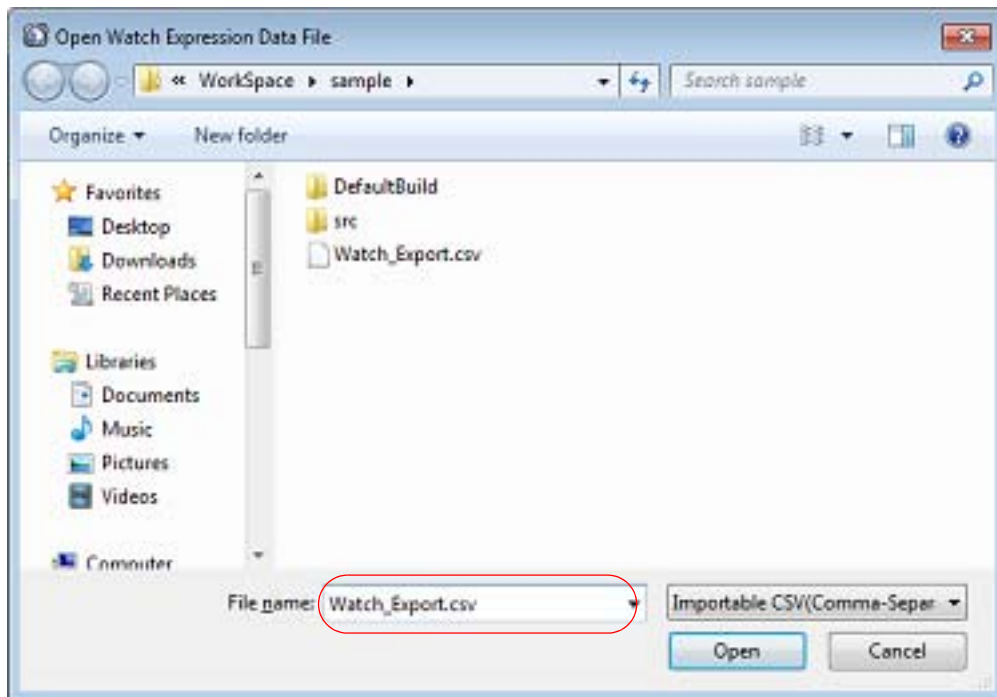 Open Watch Expression Data File
« WorkSpace ▸ sample ▸
Search sample
Organize
New folder
Favorites
Desktop
Downloads
Recent Places
Libraries
Documents
Music
Pictures
Videos
Computer
DefaultBuild
src
Watch_Export.csv
File name: Watch_Export.csv
Importable CSV(Comma-Separ
Open
Cancel